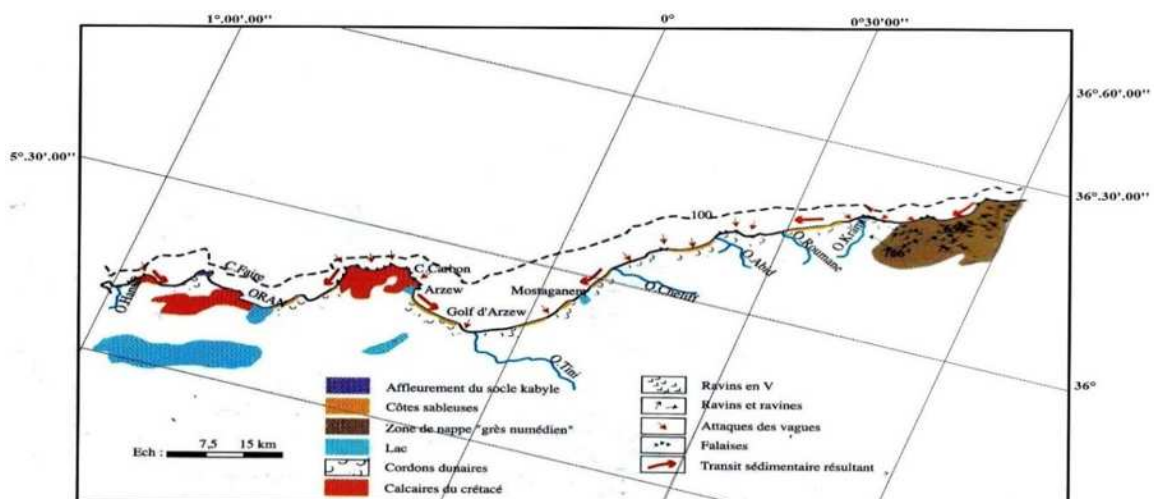 1°.00'.00''
0°
0°30'00''
36°.60'.00''
5°.30'.00''
36°.30'.00''
100
C.Falre
C.Carbon
ORAN
Arzew
Mostaganem
Golf d'Arzew
O.Cheliff
O.Abid
O.Roumane
O.Tini
36°
Affleurement du socle kabyle
Côtes sableuses
Zone de nappe "grès numédien"
Lac
Cordons dunaires
Calcaires du crétacé
Ech :
7,5
15 km
Ravins en V
Ravins et ravines
Attaques des vagues
Falaises
Transit sédimentaire résultant